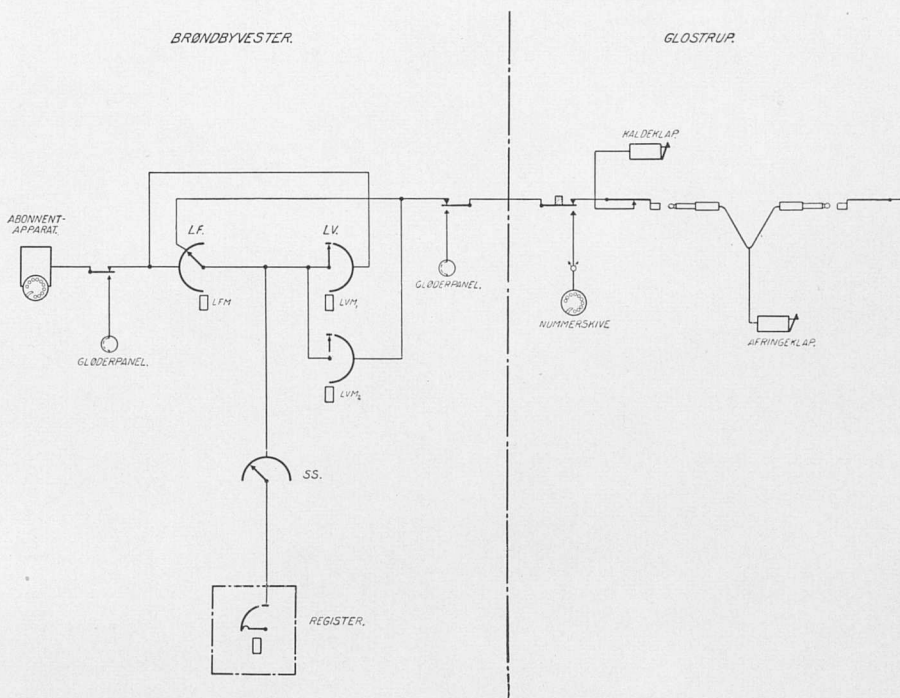 BRØNDBYVESTER.
GLOSTRUP.
KALDEKLAP.
ABONNENT-
APPARAT.
LF.
LV.
LFM
LVM₁
GLØDERPANEL.
NUMMERSKIVE
GLØDERPANEL.
AFRINGEKLAP.
LVM₂
SS.
REGISTER.